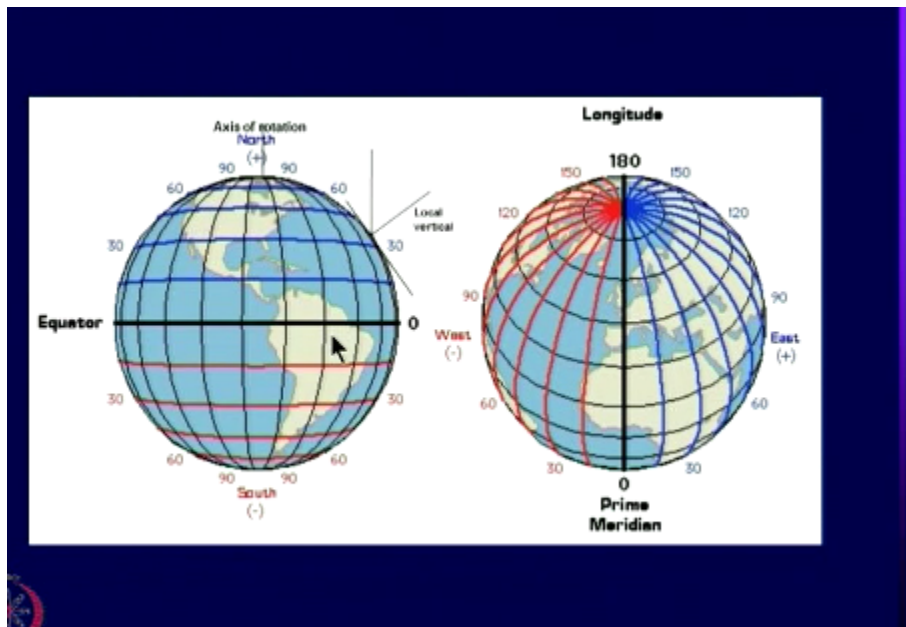 Axis of rotation
North
(+)
90 90
60 60
30 30
Local
vertical
Equator 0
30 30
60 60
90 90
South
(-)
Longitude
180
150 150
120 120
90 90
West
(-)
East
(+)
60 60
30 30
0
Prime
Meridian